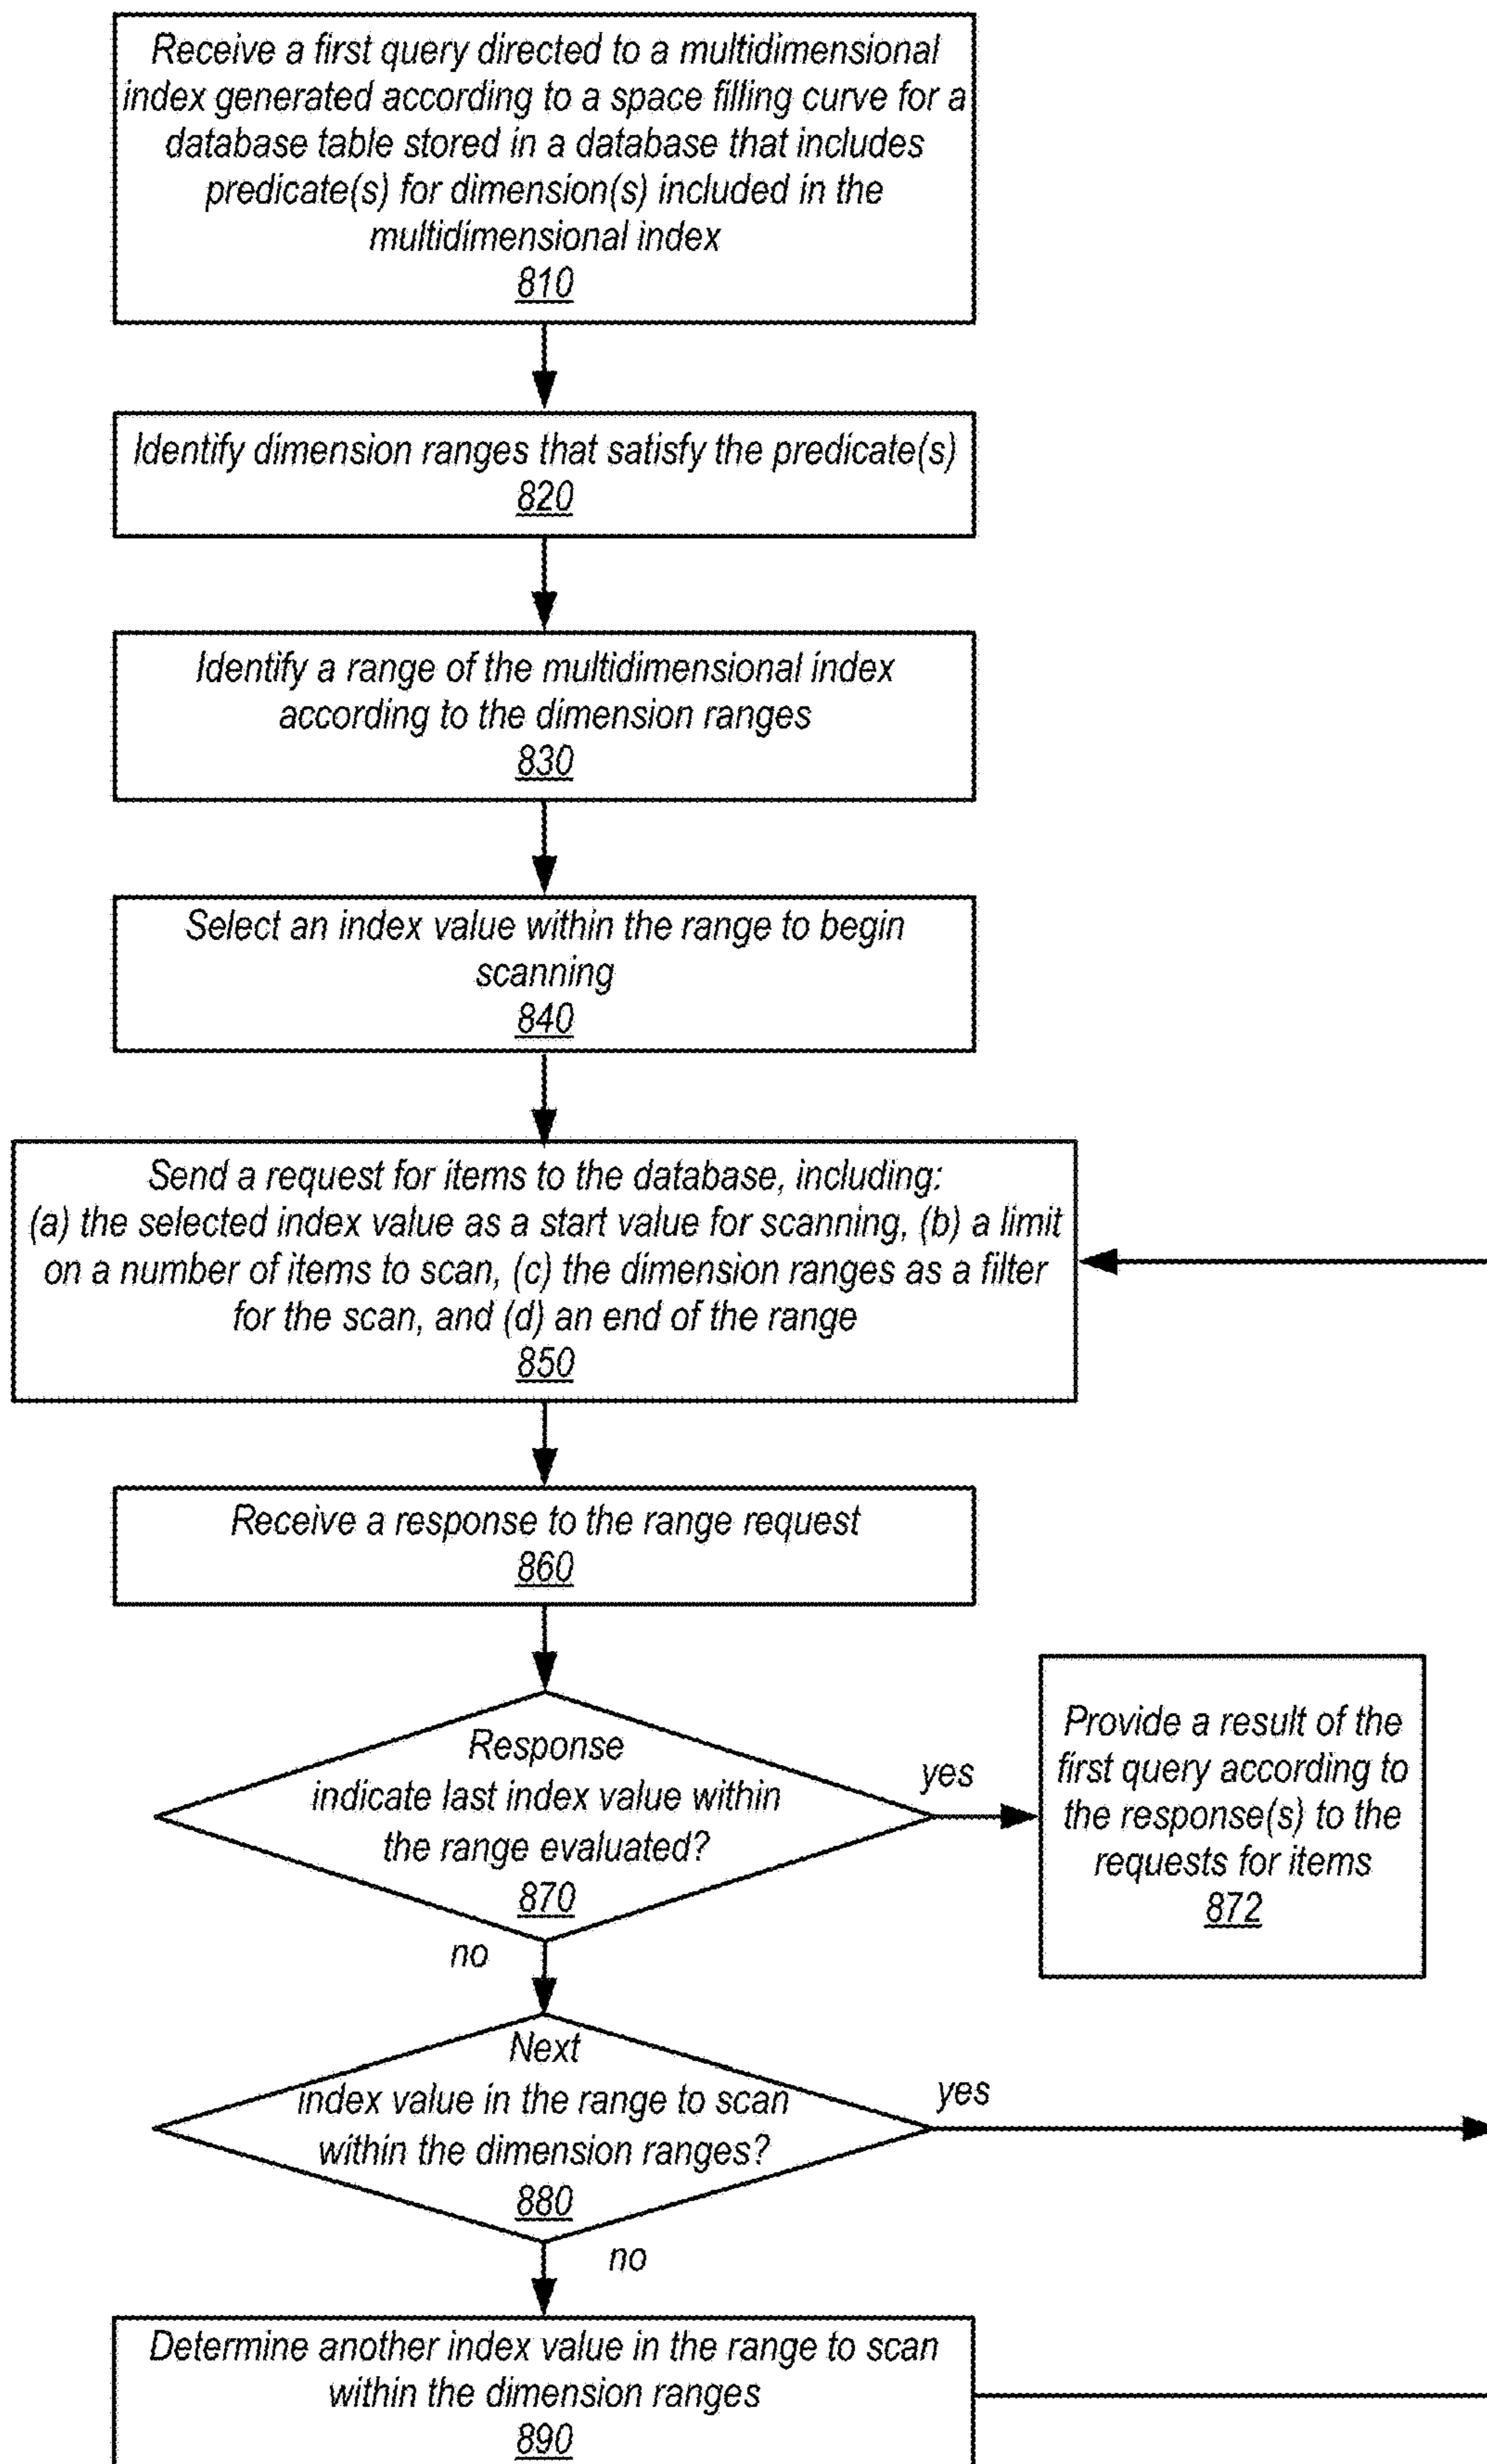 Receive a first query directed to a multidimensional
index generated according to a space filling curve for a
database table stored in a database that includes
predicate(s) for dimension(s) included in the
multidimensional index
810
Identify dimension ranges that satisfy the predicate(s)
820
Identify a range of the multidimensional index
according to the dimension ranges
830
Select an index value within the range to begin
scanning
840
Send a request for items to the database, including:
(a) the selected index value as a start value for scanning, (b) a limit
on a number of items to scan, (c) the dimension ranges as a filter
for the scan, and (d) an end of the range
850
Receive a response to the range request
860
Response
indicate last index value within
the range evaluated?
870
yes
Provide a result of the
first query according to
the response(s) to the
requests for items
872
no
Next
index value in the range to scan
within the dimension ranges?
880
yes
no
Determine another index value in the range to scan
within the dimension ranges
890